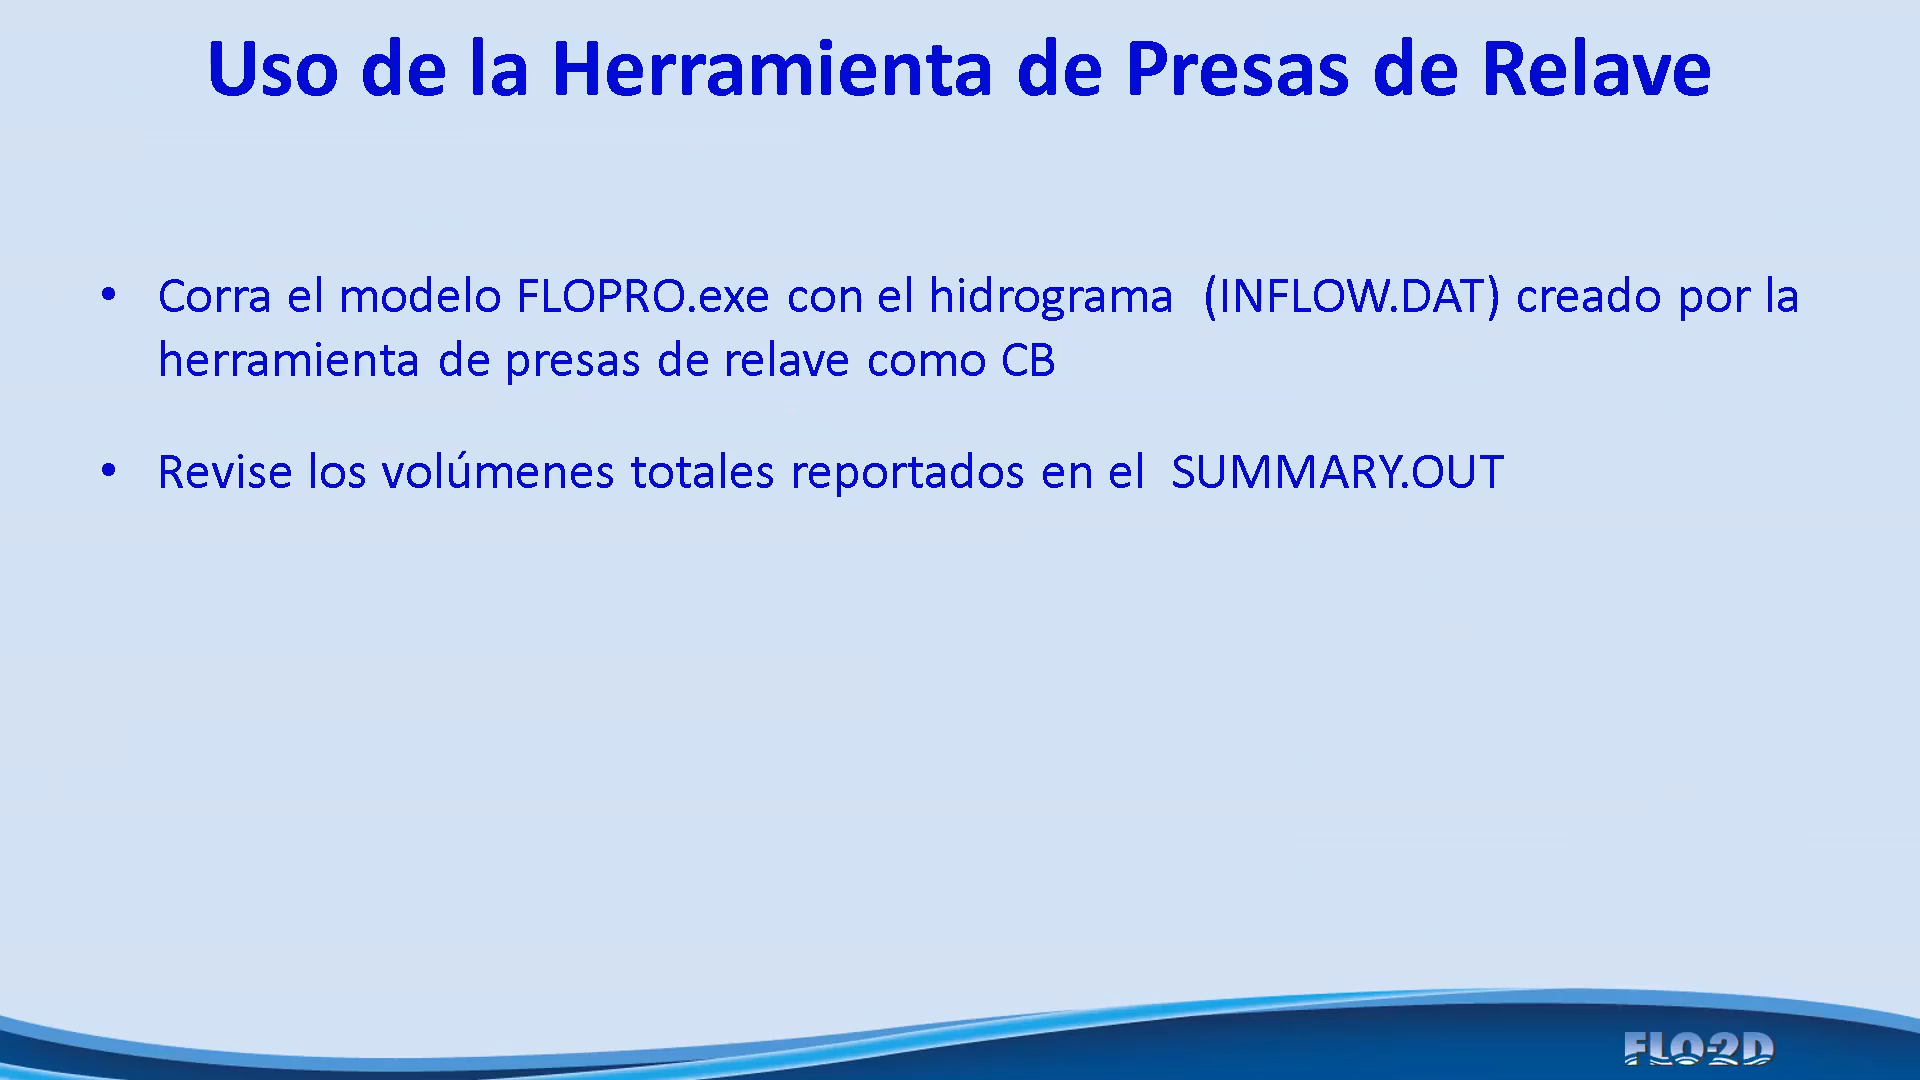 Uso de la Herramienta de Presas de Relave
• Corra el modelo FLOPRO.exe con el hidrograma (INFLOW.DAT) creado por la
herramienta de presas de relave como CB
• Revise los volúmenes totales reportados en el SUMMARY.OUT
FLO-2D